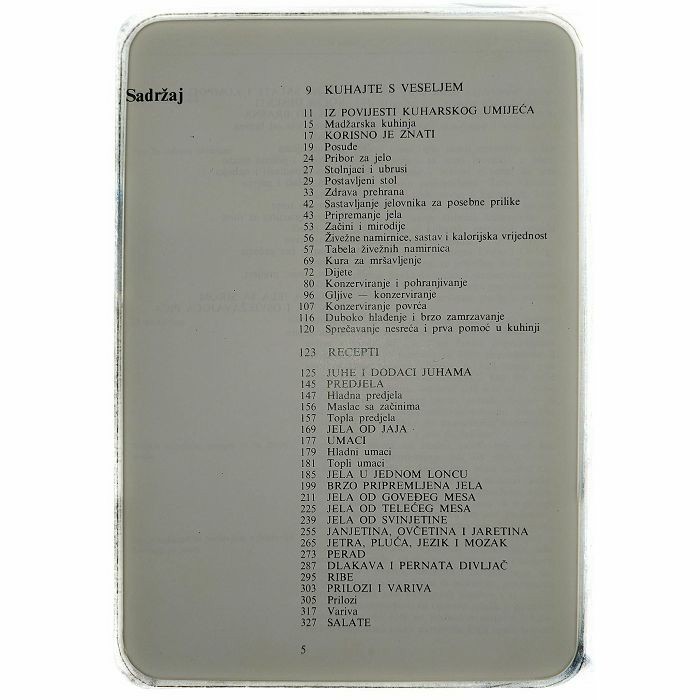 Sadržaj
9 KUHAJTE S VESELJEM
11 IZ POVIJESTI KUHARSKOG UMIJEĆA
15 Madžarska kuhinja
17 KORISNO JE ZNATI
19 Posuđe
24 Pribor za jelo
27 Stolnjaci i ubrusi
29 Postavljeni stol
33 Zdrava prehrana
42 Sastavljanje jelovnika za posebne prilike
43 Pripremanje jela
53 Začini i mirodije
56 Živežne namirnice, sastav i kalorijska vrijednost
57 Tabela živežnih namirnica
69 Kura za mršavljenje
72 Dijete
80 Konzerviranje i pohranjivanje
96 Gljive — konzerviranje
107 Konzerviranje povrća
116 Duboko hlađenje i brzo zamrzavanje
120 Sprečavanje nesreća i prva pomoć u kuhinji
123 RECEPTI
125 JUHE I DODACI JUHAMA
145 PREDJELA
147 Hladna predjela
156 Maslac sa začinima
157 Topla predjela
169 JELA OD JAJA
177 UMACI
179 Hladni umaci
181 Topli umaci
185 JELA U JEDNOM LONCU
199 BRZO PRIPREMLJENA JELA
211 JELA OD GOVEĐEG MESA
225 JELA OD TELEĆEG MESA
239 JELA OD SVINJETINE
255 JANJETINA, OVČETINA I JARETINA
265 JETRA, PLUĆA, JEZIK I MOZAK
273 PERAD
287 DLAKAVA I PERNATA DIVLJAČ
295 RIBE
303 PRILOZI I VARIVA
305 Prilozi
317 Variva
327 SALATE
5